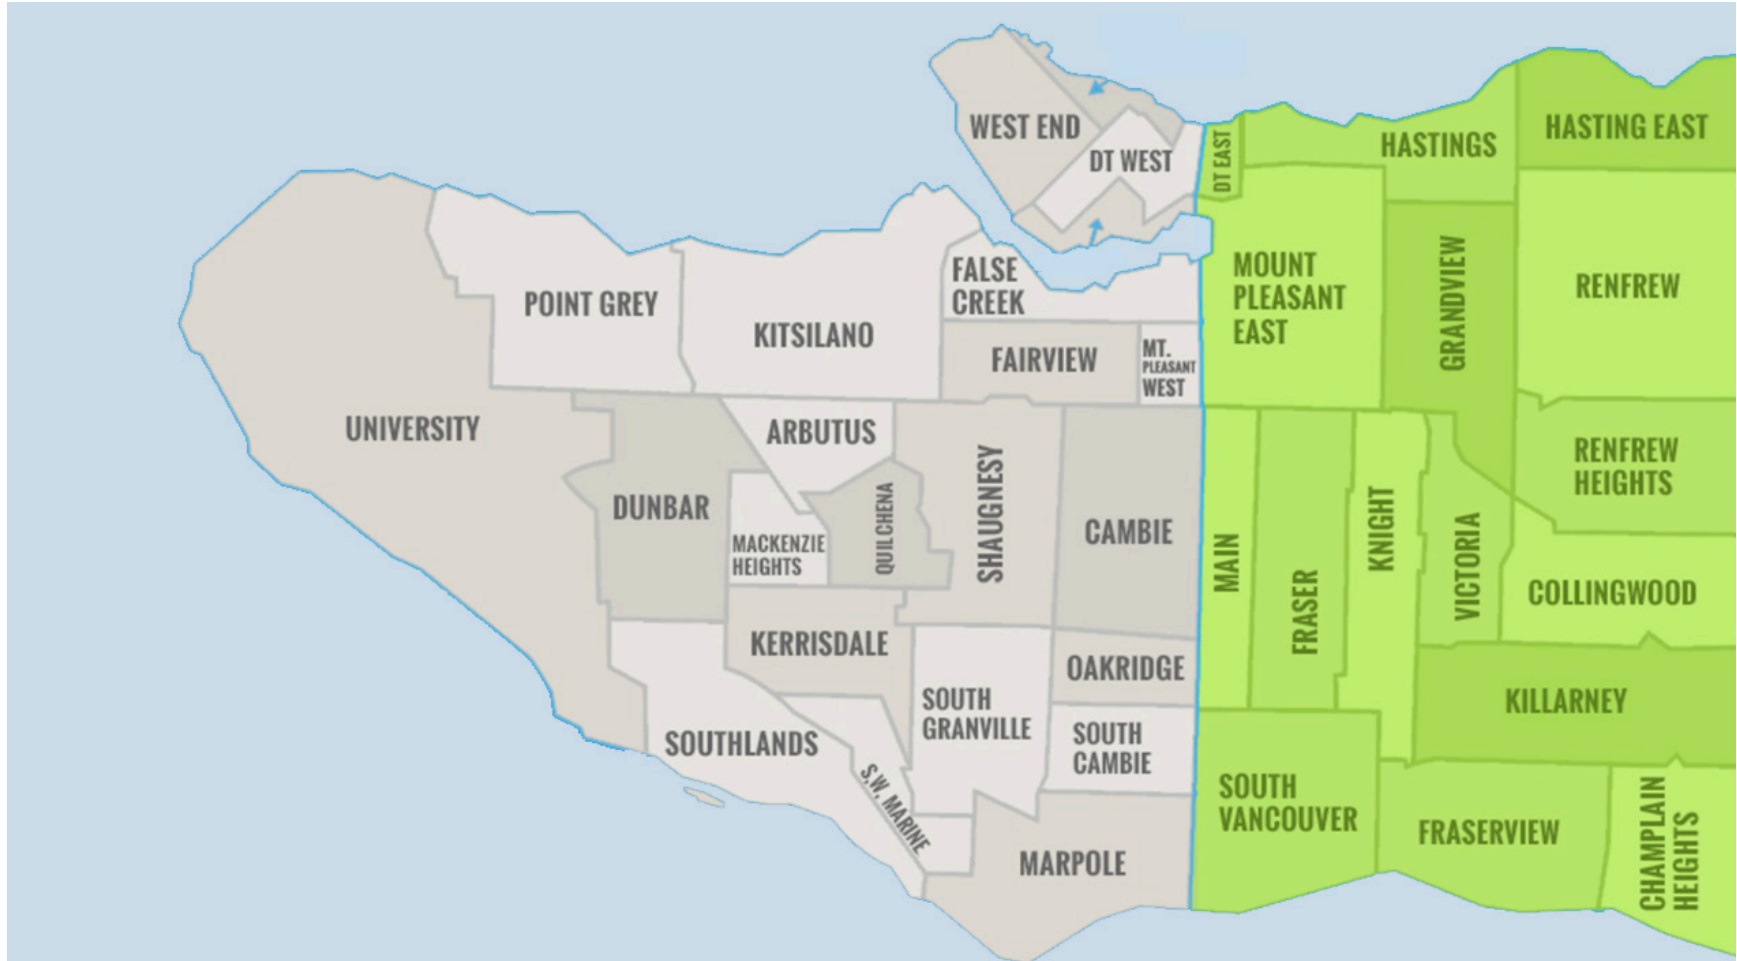 WEST END
DT WEST
DT EAST
HASTINGS
HASTING EAST
POINT GREY
KITSILANO
FALSE
CREEK
FAIRVIEW
MT.
PLEASANT
WEST
MOUNT
PLEASANT
EAST
GRANDVIEW
RENFREW
UNIVERSITY
DUNBAR
ARBUTUS
MACKENZIE
HEIGHTS
QUILCHENA
SHAUGNESY
CAMBIE
MAIN
FRASER
KNIGHT
VICTORIA
RENFREW
HEIGHTS
COLLINGWOOD
KERRISDALE
OAKRIDGE
KILLARNEY
SOUTHLANDS
S.W. MARINE
SOUTH
GRANVILLE
SOUTH
CAMBIE
SOUTH
VANCOUVER
FRASERVIEW
CHAMPLAIN
HEIGHTS
MARPOLE